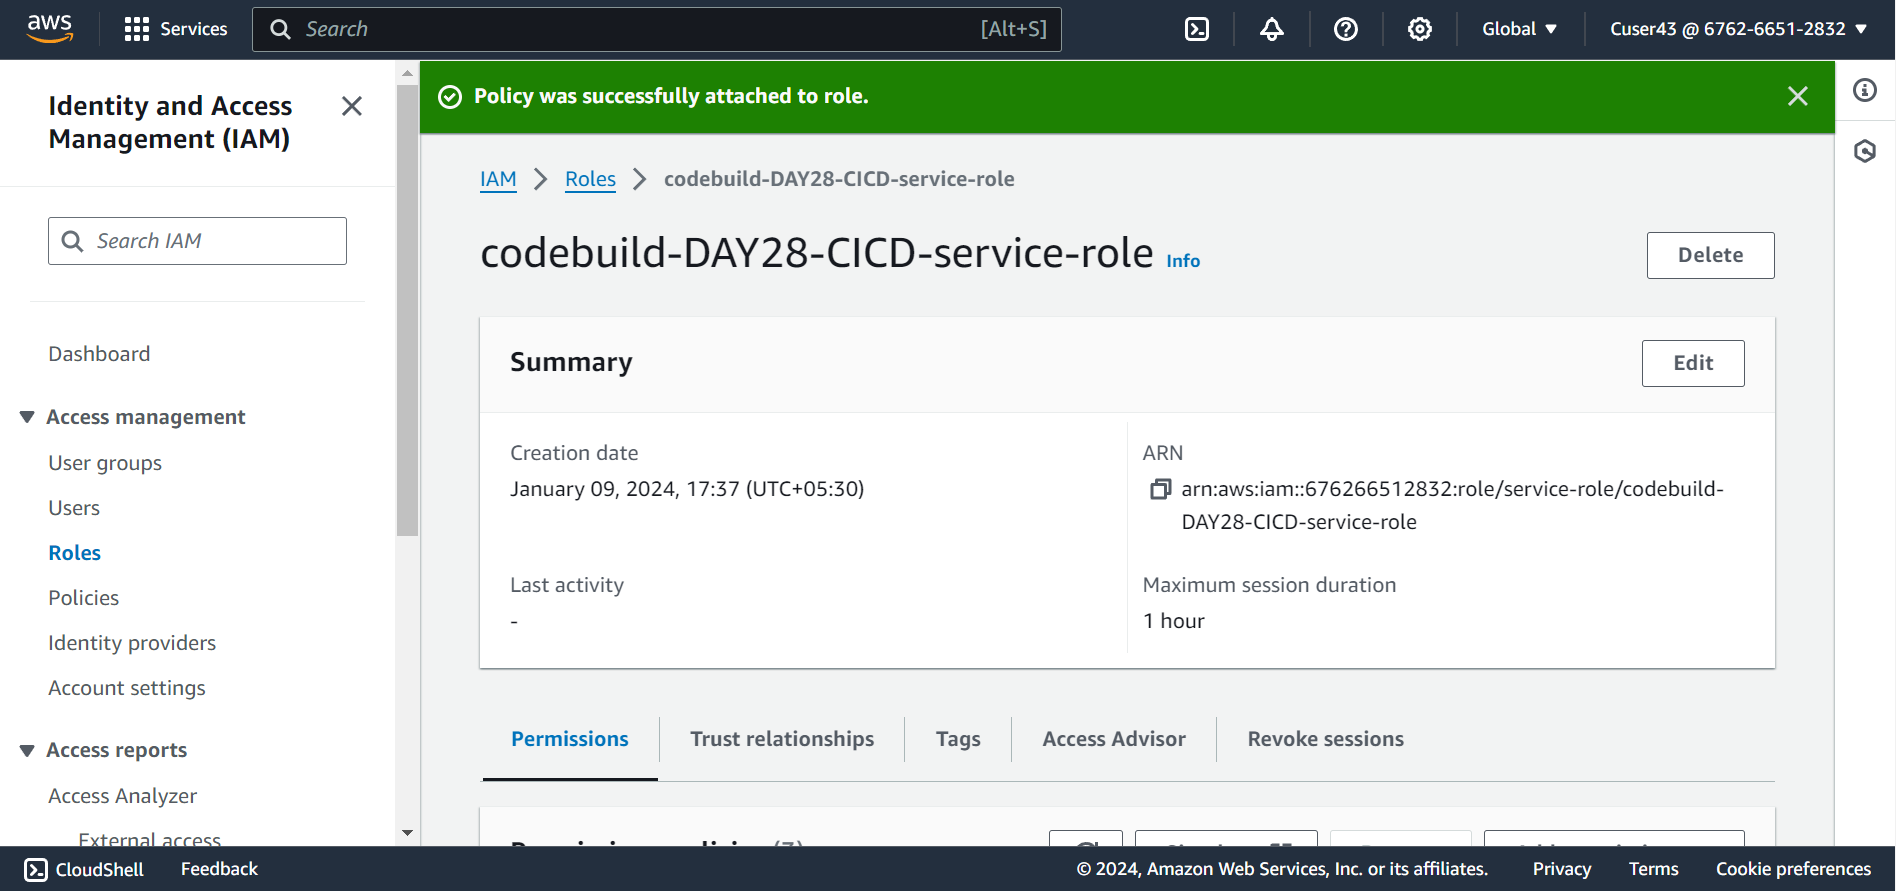 aws
Services
Search [Alt+S]
Global
Cuser43 @ 6762-6651-2832
Identity and Access
Management (IAM)
Search IAM
Dashboard
Access management
User groups
Users
Roles
Policies
Identity providers
Account settings
Access reports
Access Analyzer
External access
Policy was successfully attached to role.
IAM > Roles > codebuild-DAY28-CICD-service-role
codebuild-DAY28-CICD-service-role Info
Delete
Summary
Edit
Creation date
January 09, 2024, 17:37 (UTC+05:30)
ARN
arn:aws:iam::676266512832:role/service-role/codebuild-
DAY28-CICD-service-role
Last activity
-
Maximum session duration
1 hour
Permissions
Trust relationships
Tags
Access Advisor
Revoke sessions
CloudShell
Feedback
© 2024, Amazon Web Services, Inc. or its affiliates.
Privacy
Terms
Cookie preferences